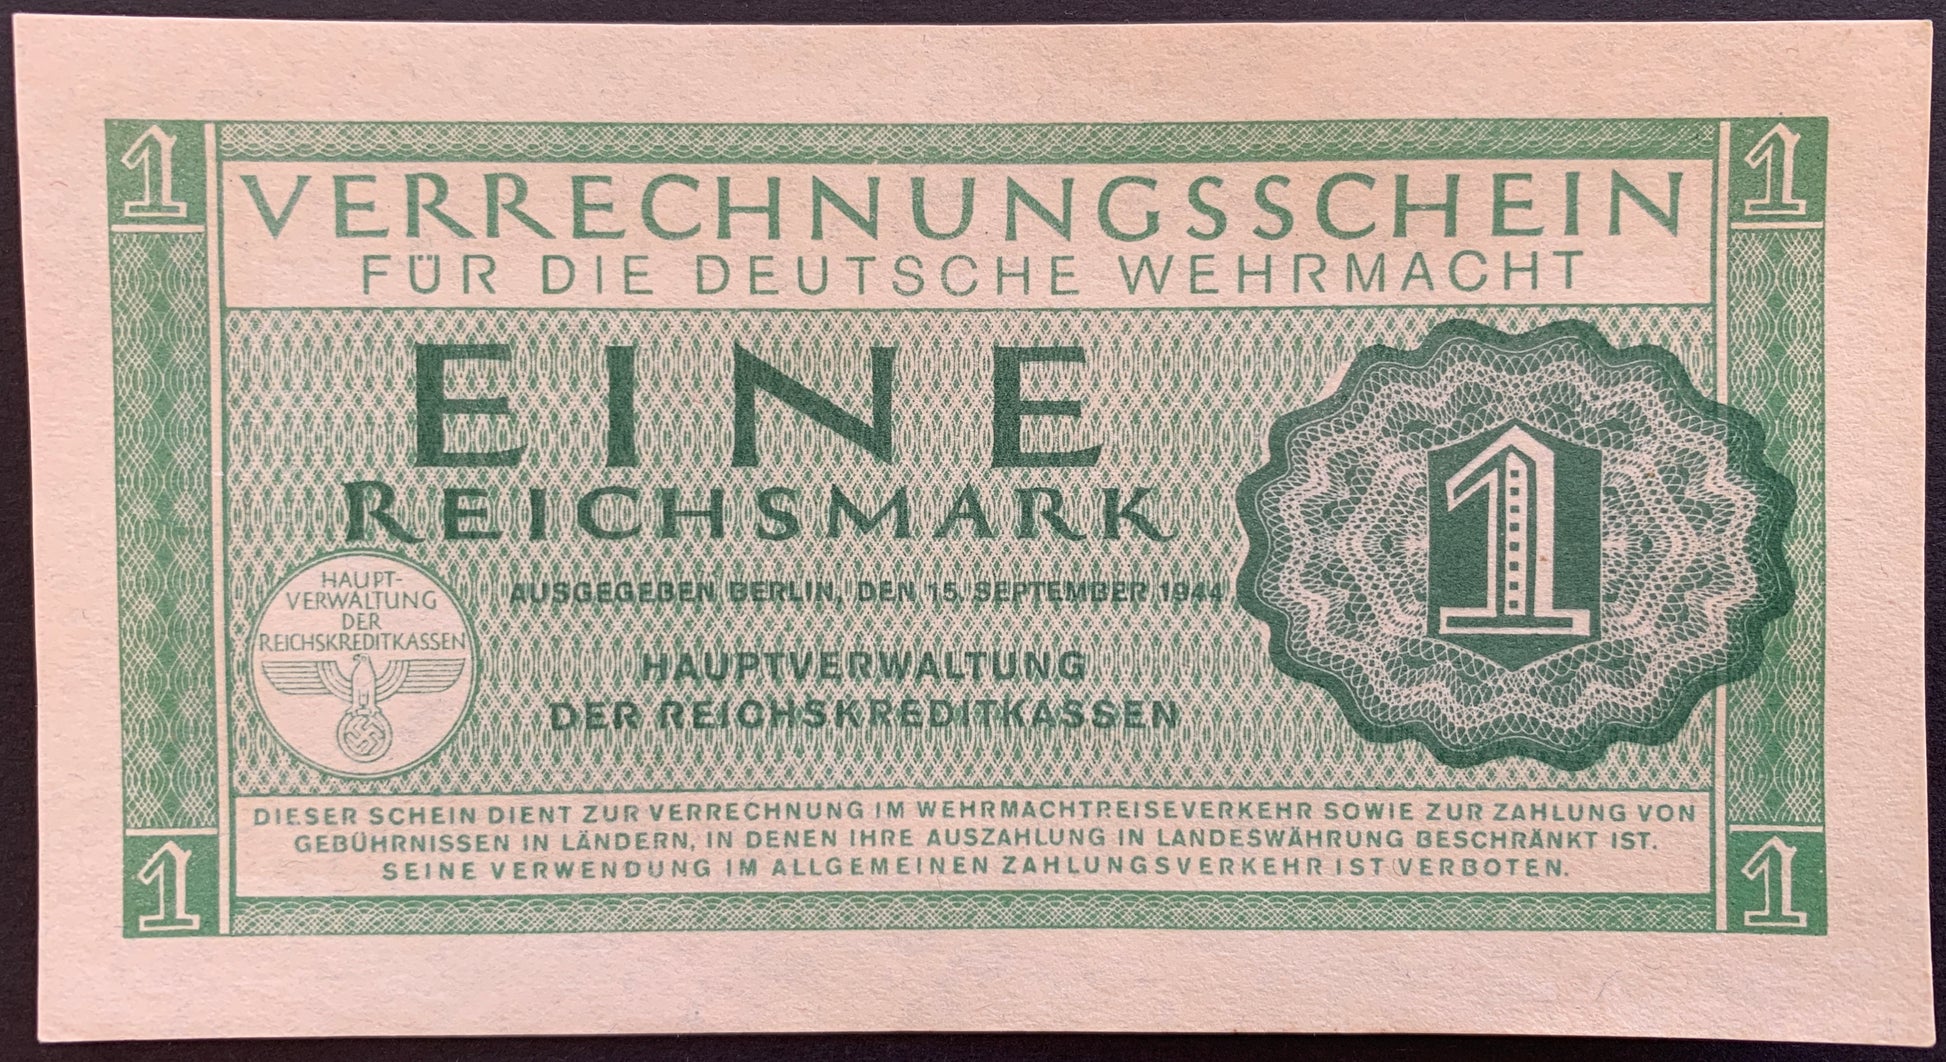 1
1
VERRECHNUNGSSCHEIN
FÜR DIE DEUTSCHE WEHRMACHT
EINE
REICHSMARK
1
AUSGEGEBEN, BERLIN, DEN 15. SEPTEMBER 1944
HAUPTVERWALTUNG
DER REICHSKREDITKASSEN
HAUPT-
VERWALTUNG
DER
REICHSKREDITKASSEN
DIESER SCHEIN DIENT ZUR VERRECHNUNG IM WEHRMACHTREISEVERKEHR SOWIE ZUR ZAHLUNG VON
GEBÜHRNISSEN IN LÄNDERN, IN DENEN IHRE AUSZAHLUNG IN LANDESWÄHRUNG BESCHRÄNKT IST.
SEINE VERWENDUNG IM ALLGEMEINEN ZAHLUNGSVERKEHR IST VERBOTEN.
1
1